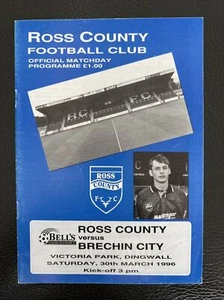 ROSS COUNTY
FOOTBALL CLUB
OFFICIAL MATCHDAY
PROGRAMME £1.00
ROSS
COUNTY
F C
BELL'S
ROSS COUNTY
versus
BRECHIN CITY
VICTORIA PARK, DINGWALL
SATURDAY, 30th MARCH 1996
Kick-off 3 pm